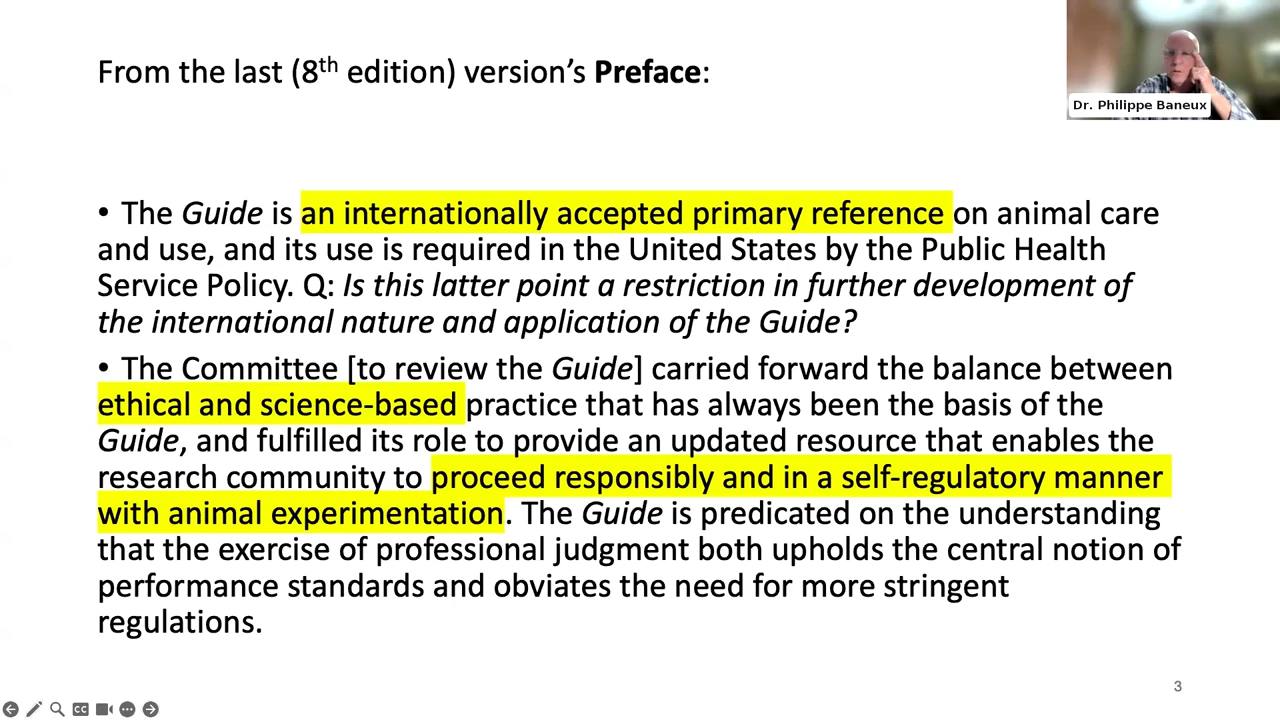 From the last (8th edition) version's Preface:
Dr. Philippe Baneux
• The Guide is an internationally accepted primary reference on animal care
and use, and its use is required in the United States by the Public Health
Service Policy. Q: Is this latter point a restriction in further development of
the international nature and application of the Guide?
• The Committee [to review the Guide] carried forward the balance between
ethical and science-based practice that has always been the basis of the
Guide, and fulfilled its role to provide an updated resource that enables the
research community to proceed responsibly and in a self-regulatory manner
with animal experimentation. The Guide is predicated on the understanding
that the exercise of professional judgment both upholds the central notion of
performance standards and obviates the need for more stringent
regulations.
3
CC